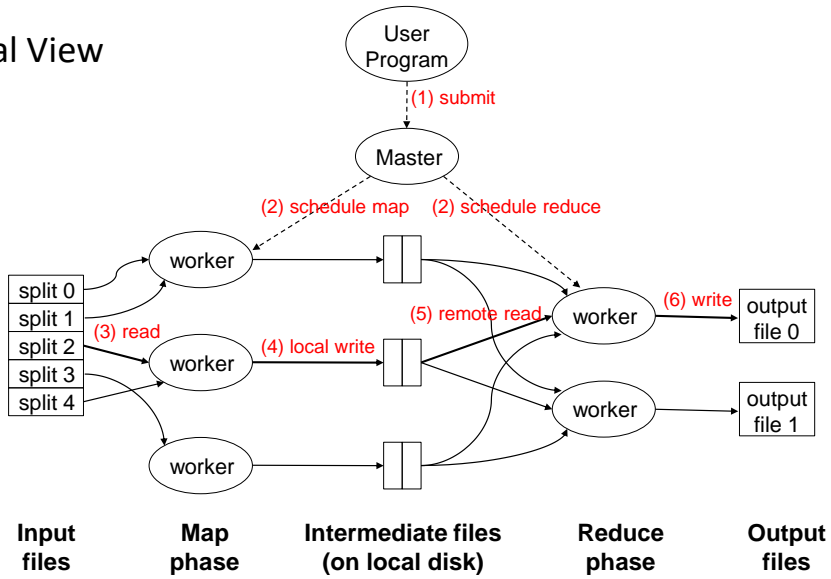 al View
User
Program
(1) submit
Master
(2) schedule map
(2) schedule reduce
worker
split 0
split 1
split 2
split 3
split 4
(3) read
worker
(4) local write
worker
(5) remote read
worker
(6) write
output
file 0
worker
output
file 1
Input
files
Map
phase
Intermediate files
(on local disk)
Reduce
phase
Output
files